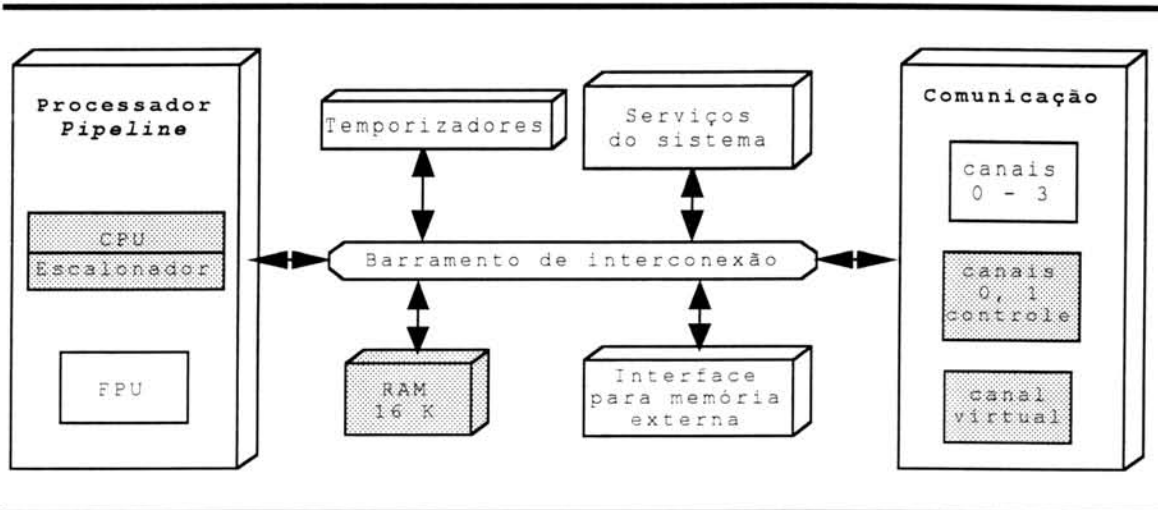 Processador
Pipeline
CPU
Escalonador
FPU
Temporizadores
Serviços
do sistema
Barramento de interconexão
RAM
16 K
Interface
para memória
externa
Comunicação
canais
0 - 3
canais
0, 1
controle
canal
virtual